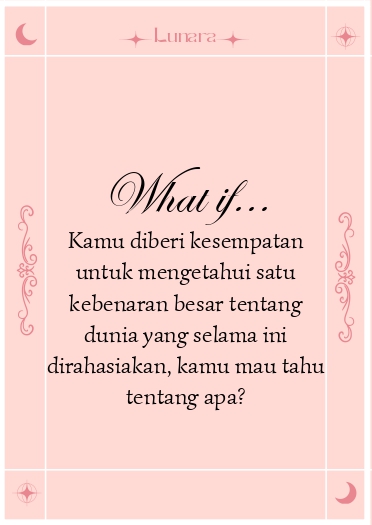 Lunara
What if...
Kamu diberi kesempatan
untuk mengetahui satu
kebenaran besar tentang
dunia yang selama ini
dirahasiakan, kamu mau tahu
tentang apa?